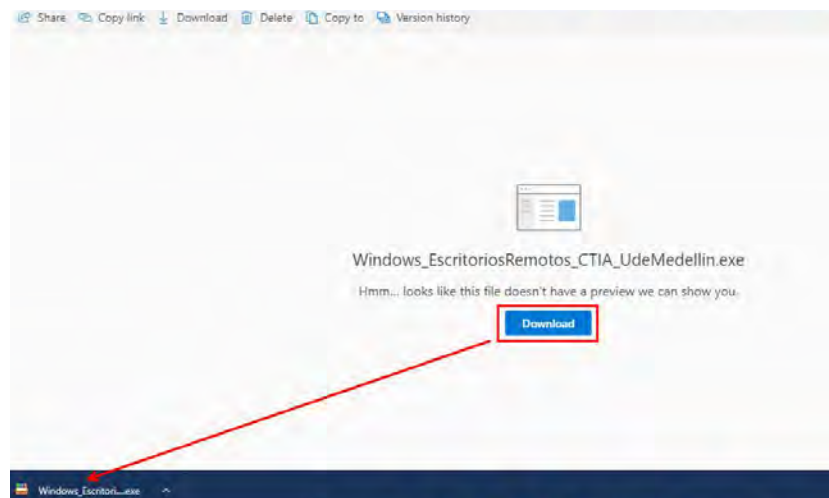 Share Copy link Download Delete Copy to Version history
Windows_EscritoriosRemotos_CTIA_UdeMedellin.exe
Hmm... looks like this file doesn't have a preview we can show you.
Download
Windows_Escritori....exe